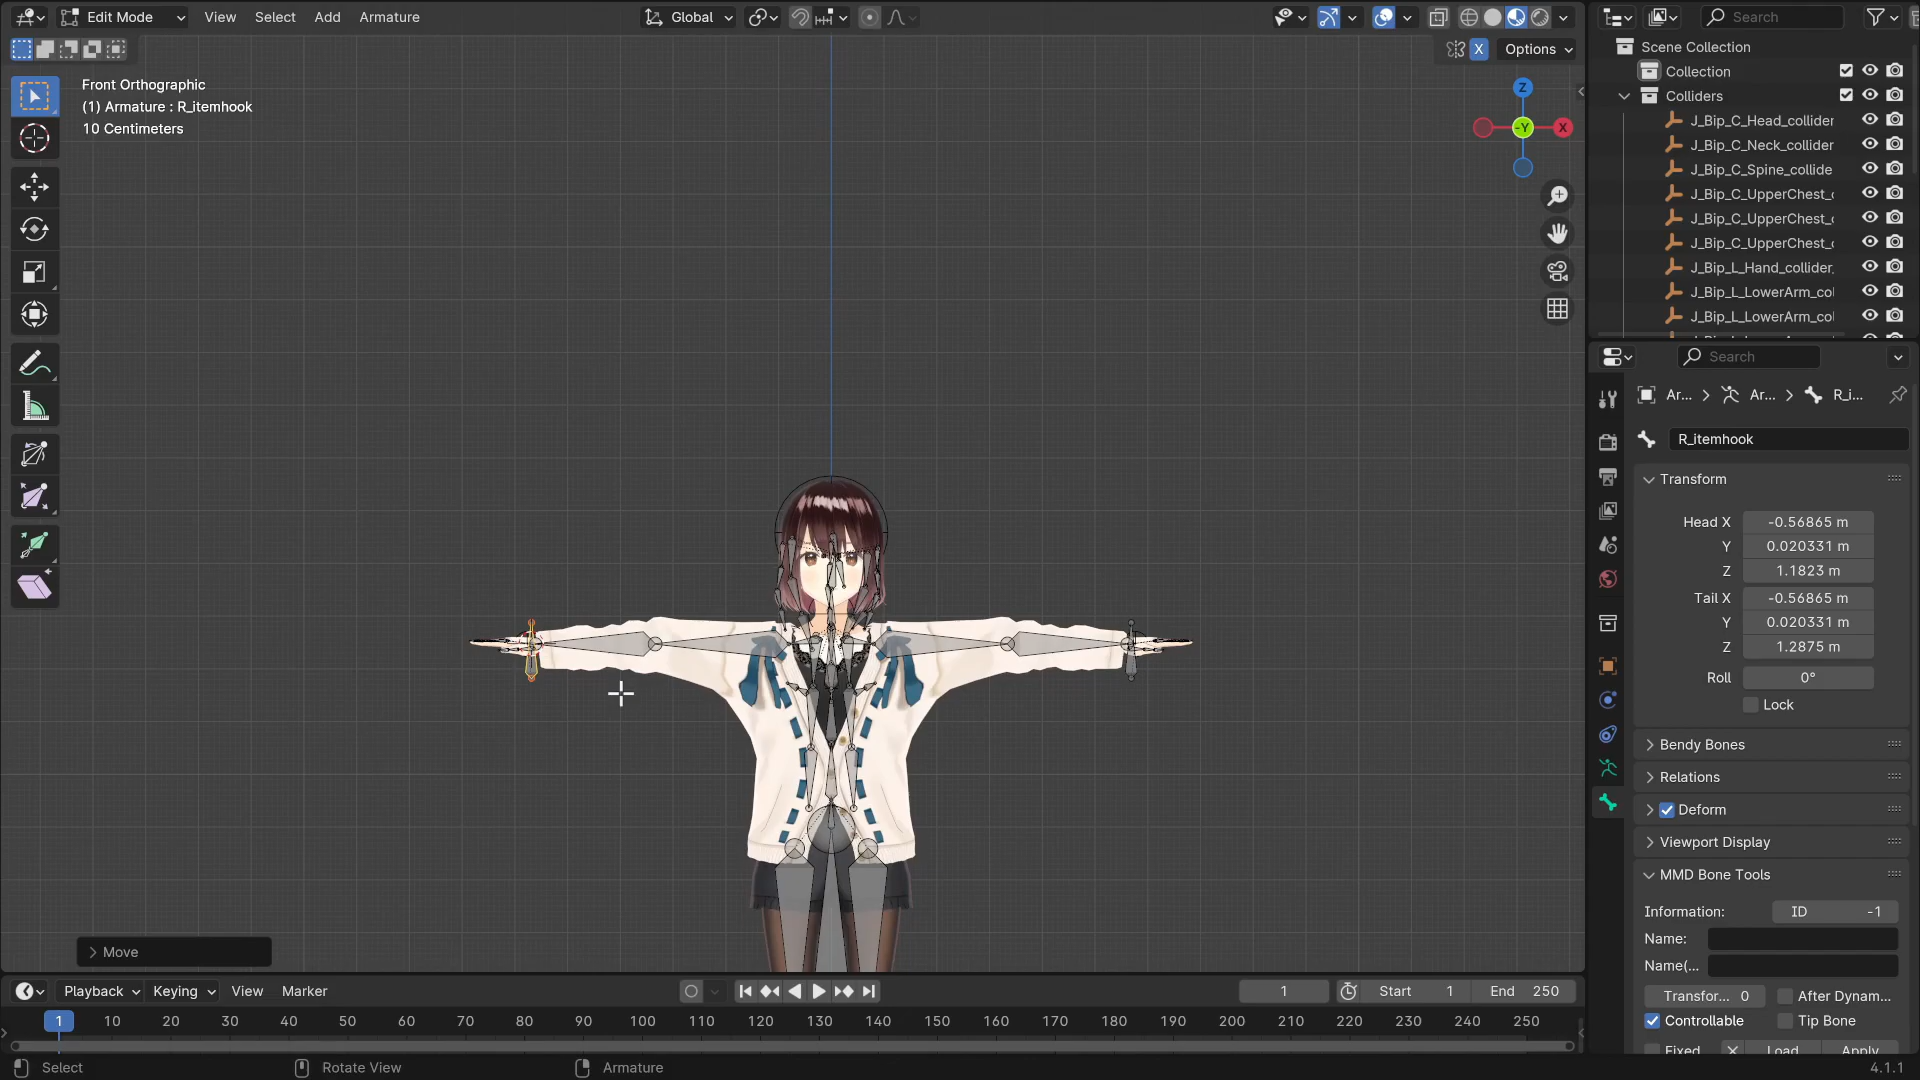 Edit Mode View Select Add Armature Global Search
X Options
Front Orthographic
(1) Armature : R_itemhook
10 Centimeters
Z
-Y
X
Scene Collection
Collection
Colliders
J_Bip_C_Head_collider
J_Bip_C_Neck_collider
J_Bip_C_Spine_collide
J_Bip_C_UpperChest_c
J_Bip_C_UpperChest_c
J_Bip_C_UpperChest_c
J_Bip_L_Hand_collider
J_Bip_L_LowerArm_col
J_Bip_L_LowerArm_col
Search
Ar... Ar... R_i...
R_itemhook
Transform
Head X -0.56865 m
Y 0.020331 m
Z 1.1823 m
Tail X -0.56865 m
Y 0.020331 m
Z 1.2875 m
Roll 0°
Lock
Bendy Bones
Relations
Deform
Viewport Display
MMD Bone Tools
Information: ID -1
Name:
Name(...
Transfor... 0 After Dynam...
Controllable Tip Bone
Fixed Load Apply
Move
Playback Keying View Marker 1 Start 1 End 250
1 10 20 30 40 50 60 70 80 90 100 110 120 130 140 150 160 170 180 190 200 210 220 230 240 250
Select Rotate View Armature 4.1.1